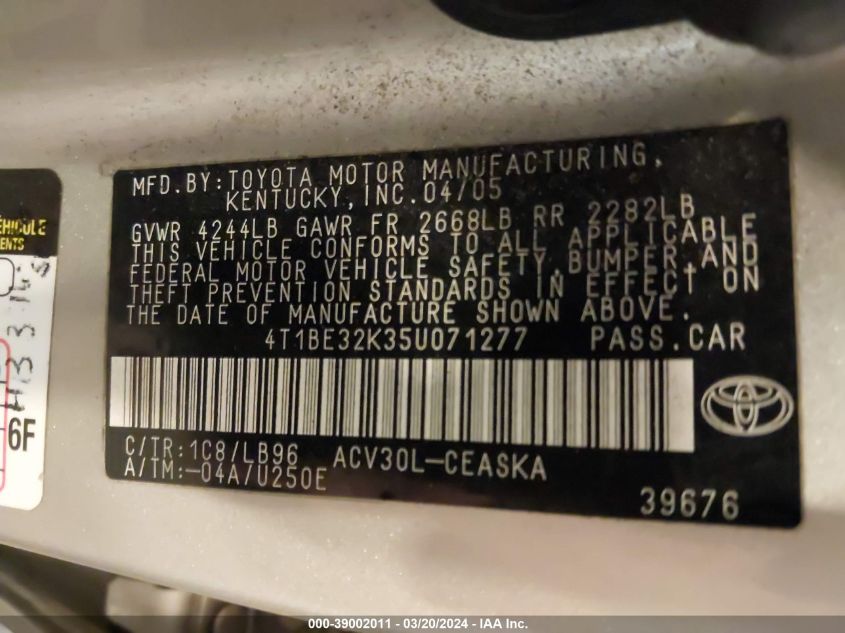 MFD.BY:TOYOTA MOTOR MANUFACTURING,
KENTUCKY,INC.04/05
GVWR 4244LB GAWR FR 2668LB RR 2282LB
THIS VEHICLE CONFORMS TO ALL APPLICABLE
FEDERAL MOTOR VEHICLE SAFETY,BUMPER,AND
THEFT PREVENTION STANDARDS IN EFFECT ON
THE DATE OF MANUFACTURE SHOWN ABOVE.
4T1BE32K35U071277 PASS.CAR
C/TR:1C8/LB96 ACV30L-CEASKA
A/TM:-04A/U250E
39676
6F
000-39002011 - 03/20/2024 - IAA Inc.